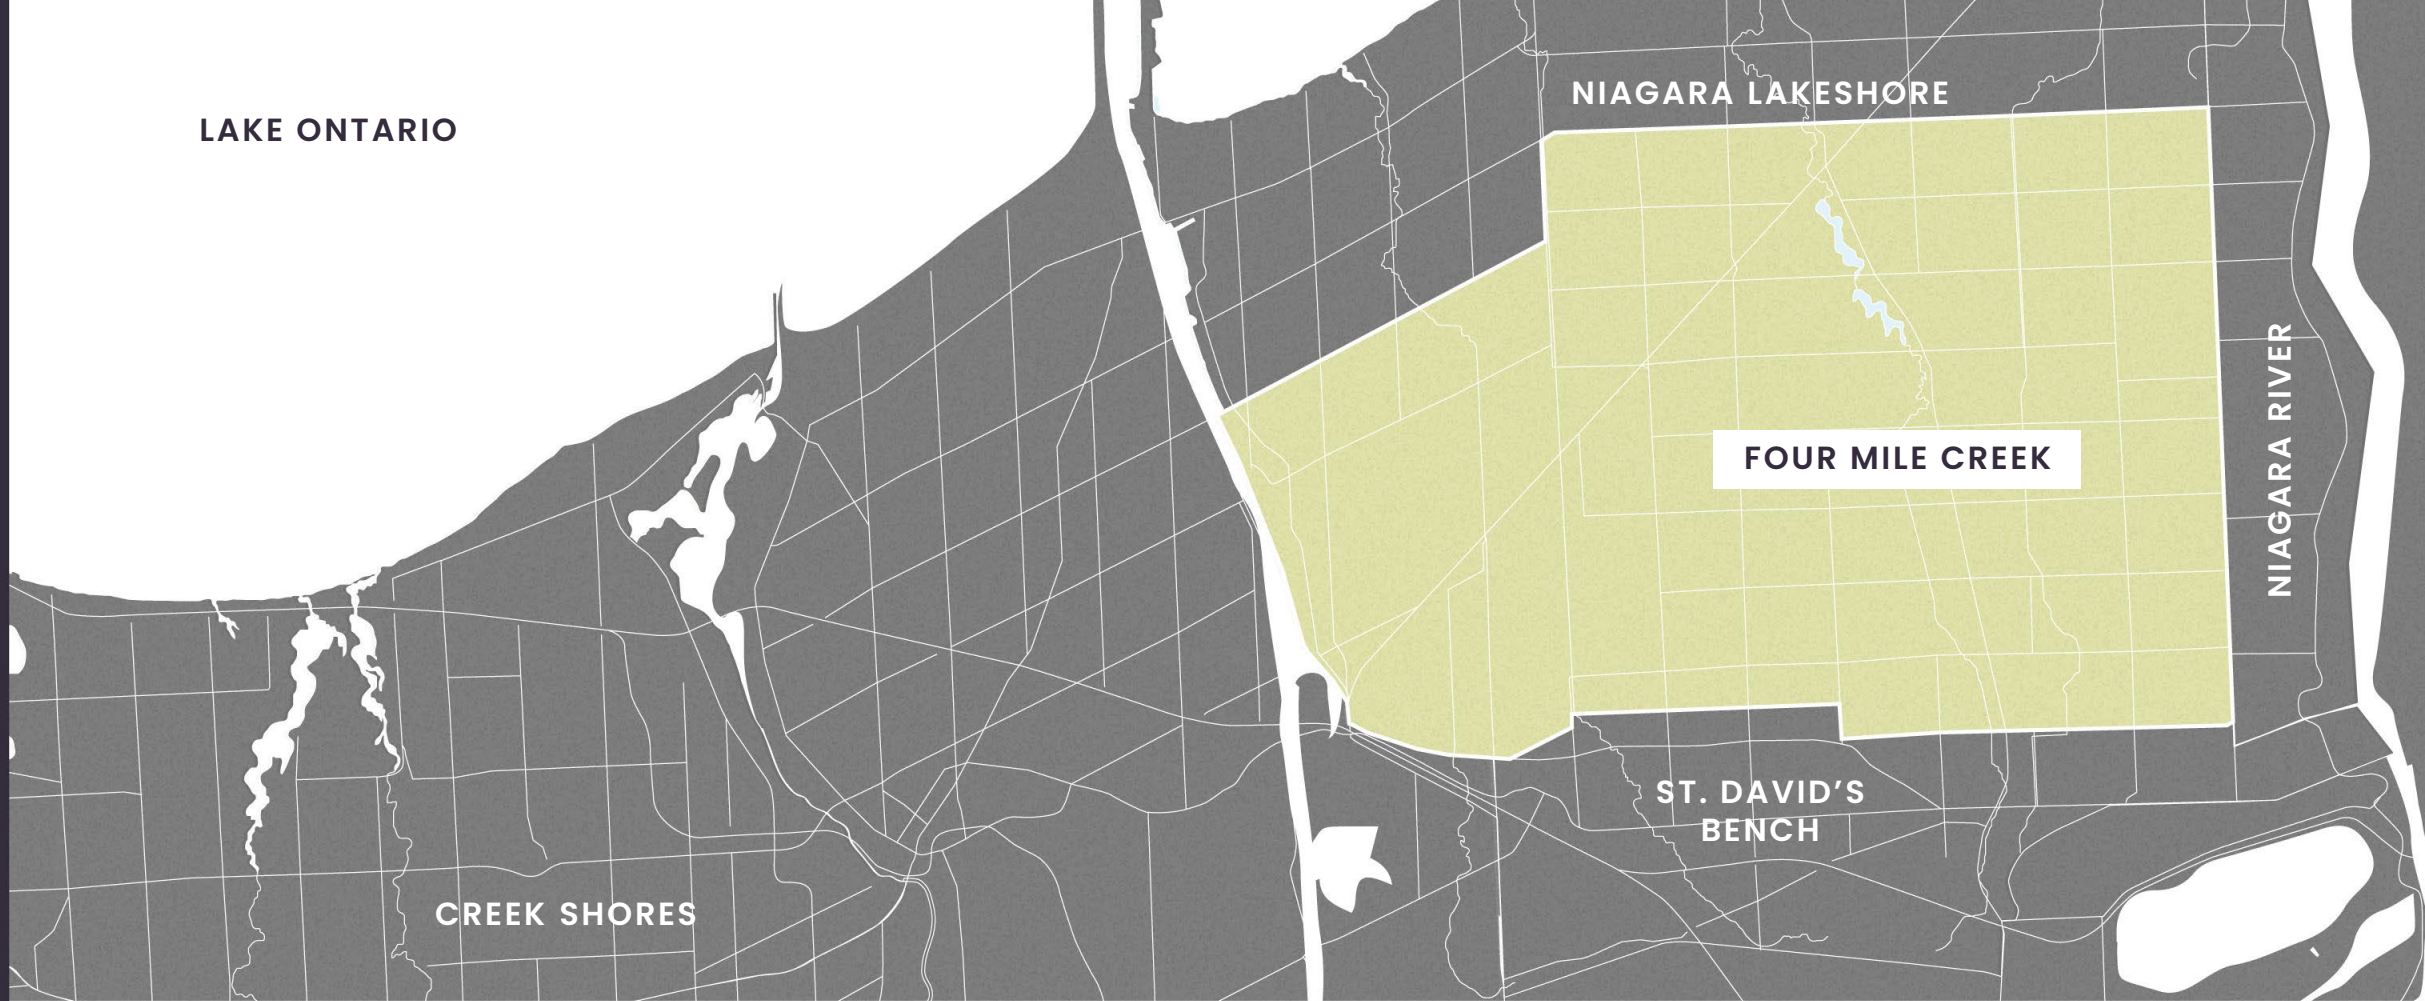 LAKE ONTARIO
NIAGARA LAKESHORE
NIAGARA RIVER
FOUR MILE CREEK
ST. DAVID’S
BENCH
CREEK SHORES